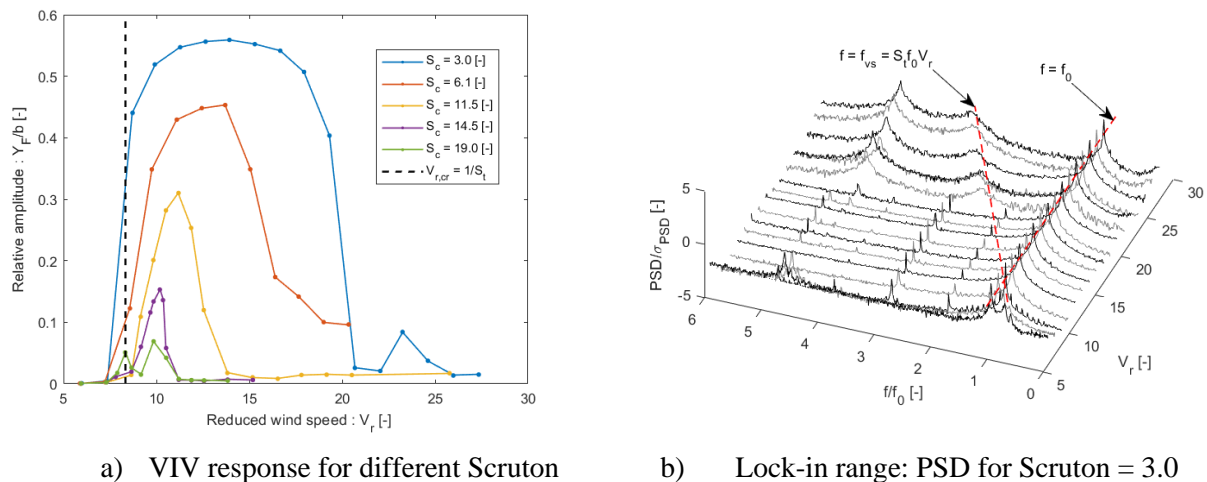 0.6
0.5
0.4
0.3
0.2
0.1
0
5
10
15
20
25
30
Relative amplitude : Y_F/b [-]
Reduced wind speed : V_r [-]
S_c = 3.0 [-]
S_c = 6.1 [-]
S_c = 11.5 [-]
S_c = 14.5 [-]
S_c = 19.0 [-]
V_r,cr = 1/S_t
f = f_vs = S_t f_0 V_r
f = f_0
5
0
-5
PSD/σ_PSD [-]
6
5
4
3
2
1
0
f/f_0 [-]
5
10
15
20
25
30
V_r [-]
a) VIV response for different Scruton
b) Lock-in range: PSD for Scruton = 3.0